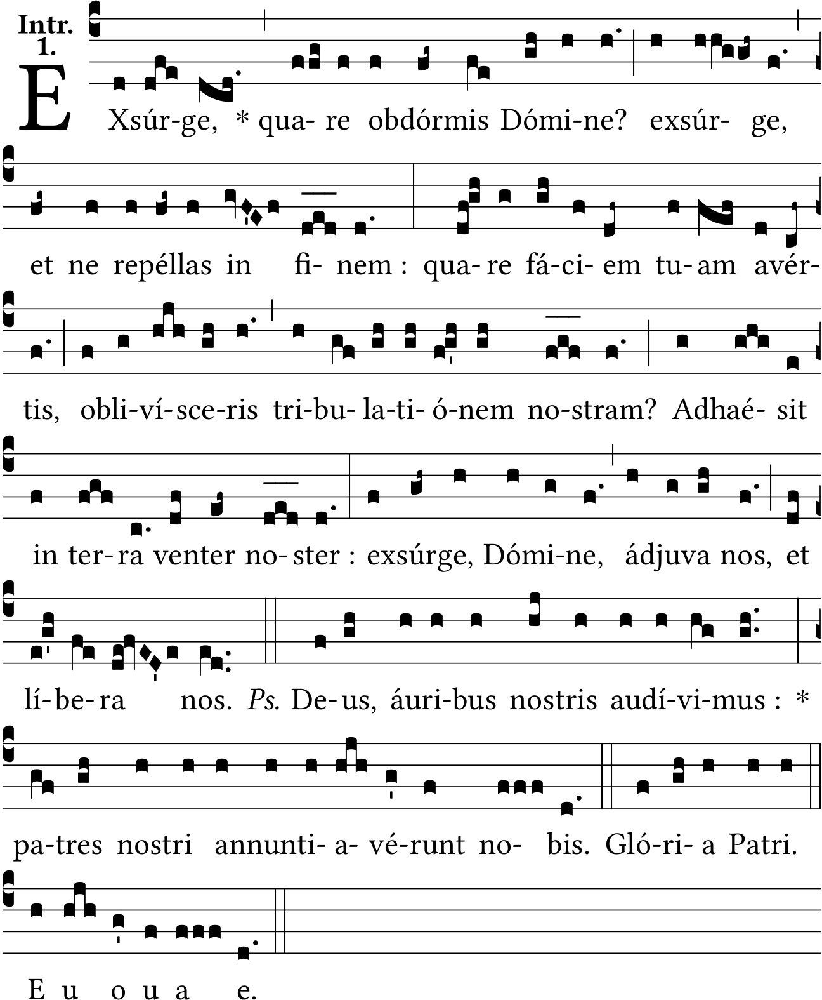 Intr.
1.
EXsúr-ge, * qua- re obdórmis Dómi-ne? exsúr- ge,
et ne repéllas in fi- nem : qua- re fá-ci- em tu-am avér-
tis, obli-ví-sce-ris tri-bu- la-ti- ó-nem no-stram? Adhaé- sit
in ter-ra venter no-ster : exsúrge, Dómi-ne, ádjuva nos, et
lí-be-ra nos. Ps. De-us, áuri-bus nostris audí-vi-mus : *
pa-tres nostri annunti- a- vé-runt no- bis. Gló-ri- a Patri.
E u o u a e.